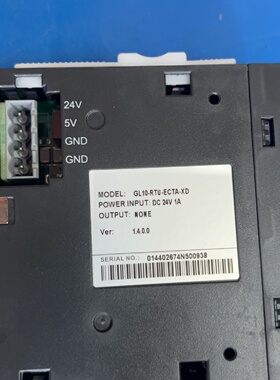 24V
5V
GND
GND
MODEL: GL10-RTU-ECTA-XD
POWER INPUT: DC 24V 1A
OUTPUT: NONE
Ver: 1.4.0.0
SERIAL NO.: 014402674N500938